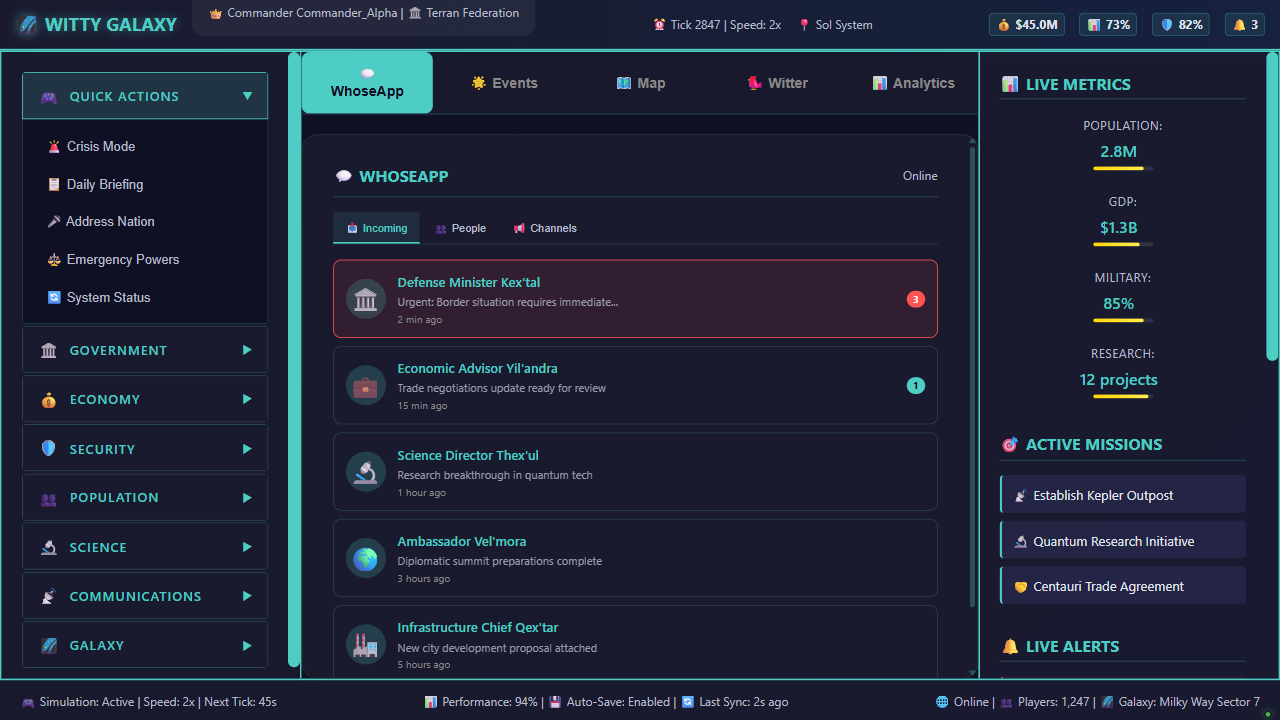 WITTY GALAXY
Commander Commander_Alpha | Terran Federation
Tick 2847 | Speed: 2x
Sol System
$45.0M
73%
82%
3
QUICK ACTIONS
Crisis Mode
Daily Briefing
Address Nation
Emergency Powers
System Status
GOVERNMENT
ECONOMY
SECURITY
POPULATION
SCIENCE
COMMUNICATIONS
GALAXY
WhoseApp
Events
Map
Witter
Analytics
WHOSEAPP
Online
Incoming
People
Channels
Defense Minister Kex'tal
Urgent: Border situation requires immediate...
2 min ago
3
Economic Advisor Yil'andra
Trade negotiations update ready for review
15 min ago
1
Science Director Thex'ul
Research breakthrough in quantum tech
1 hour ago
Ambassador Vel'mora
Diplomatic summit preparations complete
3 hours ago
Infrastructure Chief Qex'tar
New city development proposal attached
5 hours ago
LIVE METRICS
POPULATION:
2.8M
GDP:
$1.3B
MILITARY:
85%
RESEARCH:
12 projects
ACTIVE MISSIONS
Establish Kepler Outpost
Quantum Research Initiative
Centauri Trade Agreement
LIVE ALERTS
Simulation: Active | Speed: 2x | Next Tick: 45s
Performance: 94% | Auto-Save: Enabled | Last Sync: 2s ago
Online | Players: 1,247 | Galaxy: Milky Way Sector 7